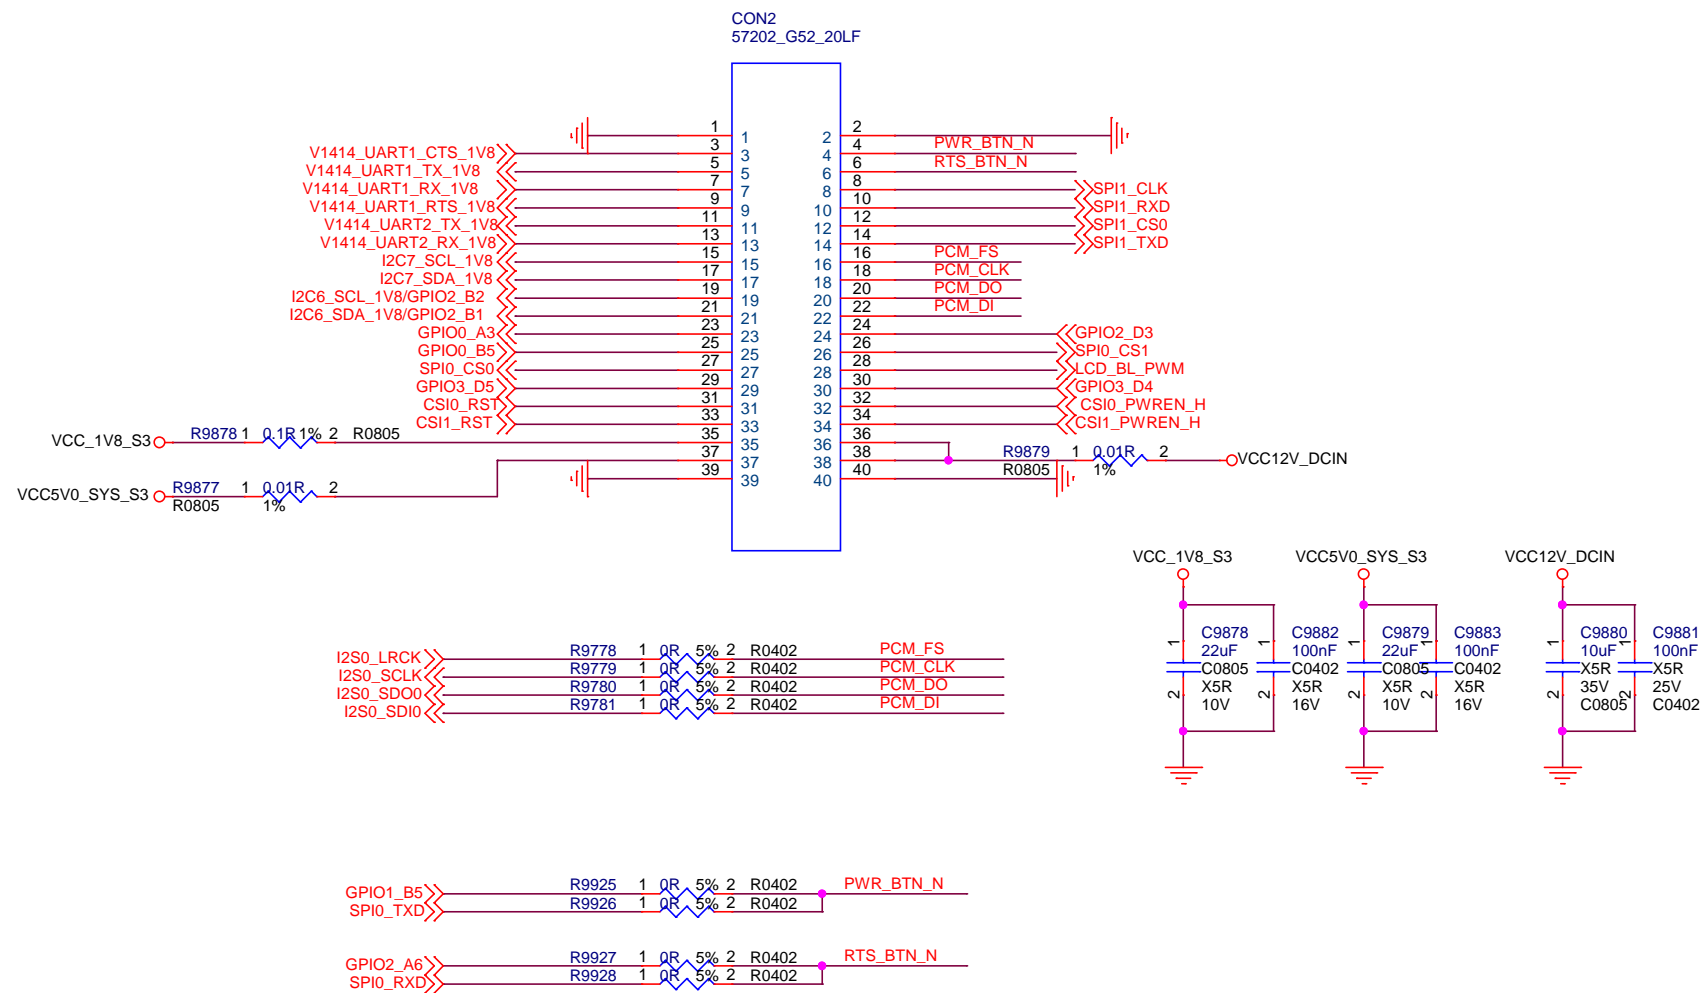 CON2
57202_G52_20LF
1 1 2 2
V1414_UART1_CTS_1V8 3 3 4 4 PWR_BTN_N
V1414_UART1_TX_1V8 5 5 6 6 RTS_BTN_N
V1414_UART1_RX_1V8 7 7 8 8 SPI1_CLK
V1414_UART1_RTS_1V8 9 9 10 10 SPI1_RXD
V1414_UART2_TX_1V8 11 11 12 12 SPI1_CS0
V1414_UART2_RX_1V8 13 13 14 14 SPI1_TXD
I2C7_SCL_1V8 15 15 16 16 PCM_FS
I2C7_SDA_1V8 17 17 18 18 PCM_CLK
I2C6_SCL_1V8/GPIO2_B2 19 19 20 20 PCM_DO
I2C6_SDA_1V8/GPIO2_B1 21 21 22 22 PCM_DI
GPIO0_A3 23 23 24 24 GPIO2_D3
GPIO0_B5 25 25 26 26 SPI0_CS1
SPI0_CS0 27 27 28 28 LCD_BL_PWM
GPIO3_D5 29 29 30 30 GPIO3_D4
CSI0_RST 31 31 32 32 CSI0_PWREN_H
CSI1_RST 33 33 34 34 CSI1_PWREN_H
VCC_1V8_S3 R9878 1 0.1R 1% 2 R0805 35 35 36 36
37 37 38 38 R9879 1 0.01R 2 VCC12V_DCIN
39 39 40 40 R0805 1%
VCC5V0_SYS_S3 R9877 1 0.01R 2
R0805 1%
VCC_1V8_S3 VCC5V0_SYS_S3 VCC12V_DCIN
1 C9878 1 C9882 1 C9879 1 C9883 1 C9880 1 C9881
22uF 100nF 22uF 100nF 10uF 100nF
C0805 C0402 C0805 C0402 X5R X5R
2 X5R 2 X5R 2 X5R 2 X5R 2 35V 2 25V
10V 16V 10V 16V C0805 C0402
I2S0_LRCK R9778 1 0R 5% 2 R0402 PCM_FS
I2S0_SCLK R9779 1 0R 5% 2 R0402 PCM_CLK
I2S0_SDO0 R9780 1 0R 5% 2 R0402 PCM_DO
I2S0_SDI0 R9781 1 0R 5% 2 R0402 PCM_DI
GPIO1_B5 R9925 1 0R 5% 2 R0402 PWR_BTN_N
SPI0_TXD R9926 1 0R 5% 2 R0402
GPIO2_A6 R9927 1 0R 5% 2 R0402 RTS_BTN_N
SPI0_RXD R9928 1 0R 5% 2 R0402